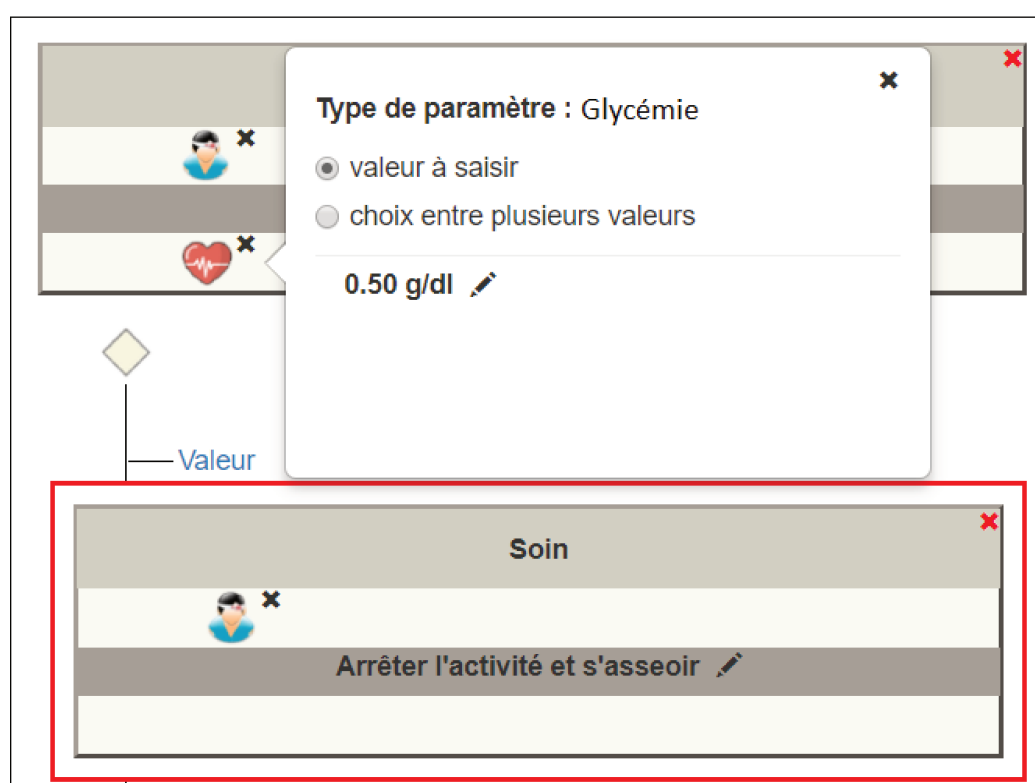 Type de paramètre : Glycémie
valeur à saisir
choix entre plusieurs valeurs
0.50 g/dl
Valeur
Soin
Arrêter l'activité et s'asseoir